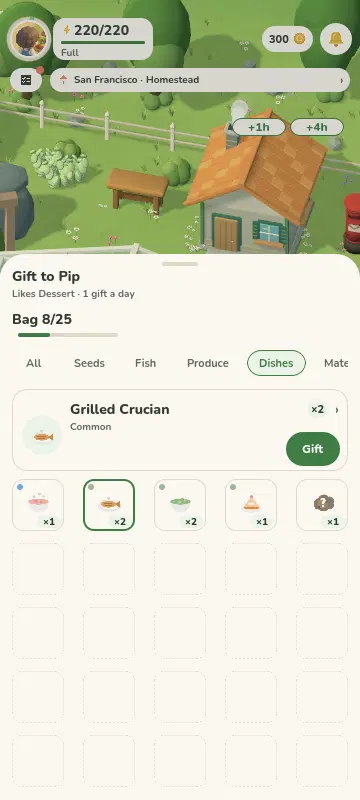 220/220
Full
300
San Francisco · Homestead ›
+1h +4h
Gift to Pip
Likes Dessert · 1 gift a day
Bag 8/25
All Seeds Fish Produce Dishes Mate
Grilled Crucian ×2 ›
Common
Gift
×1 ×2 ×2 ×1 ×1